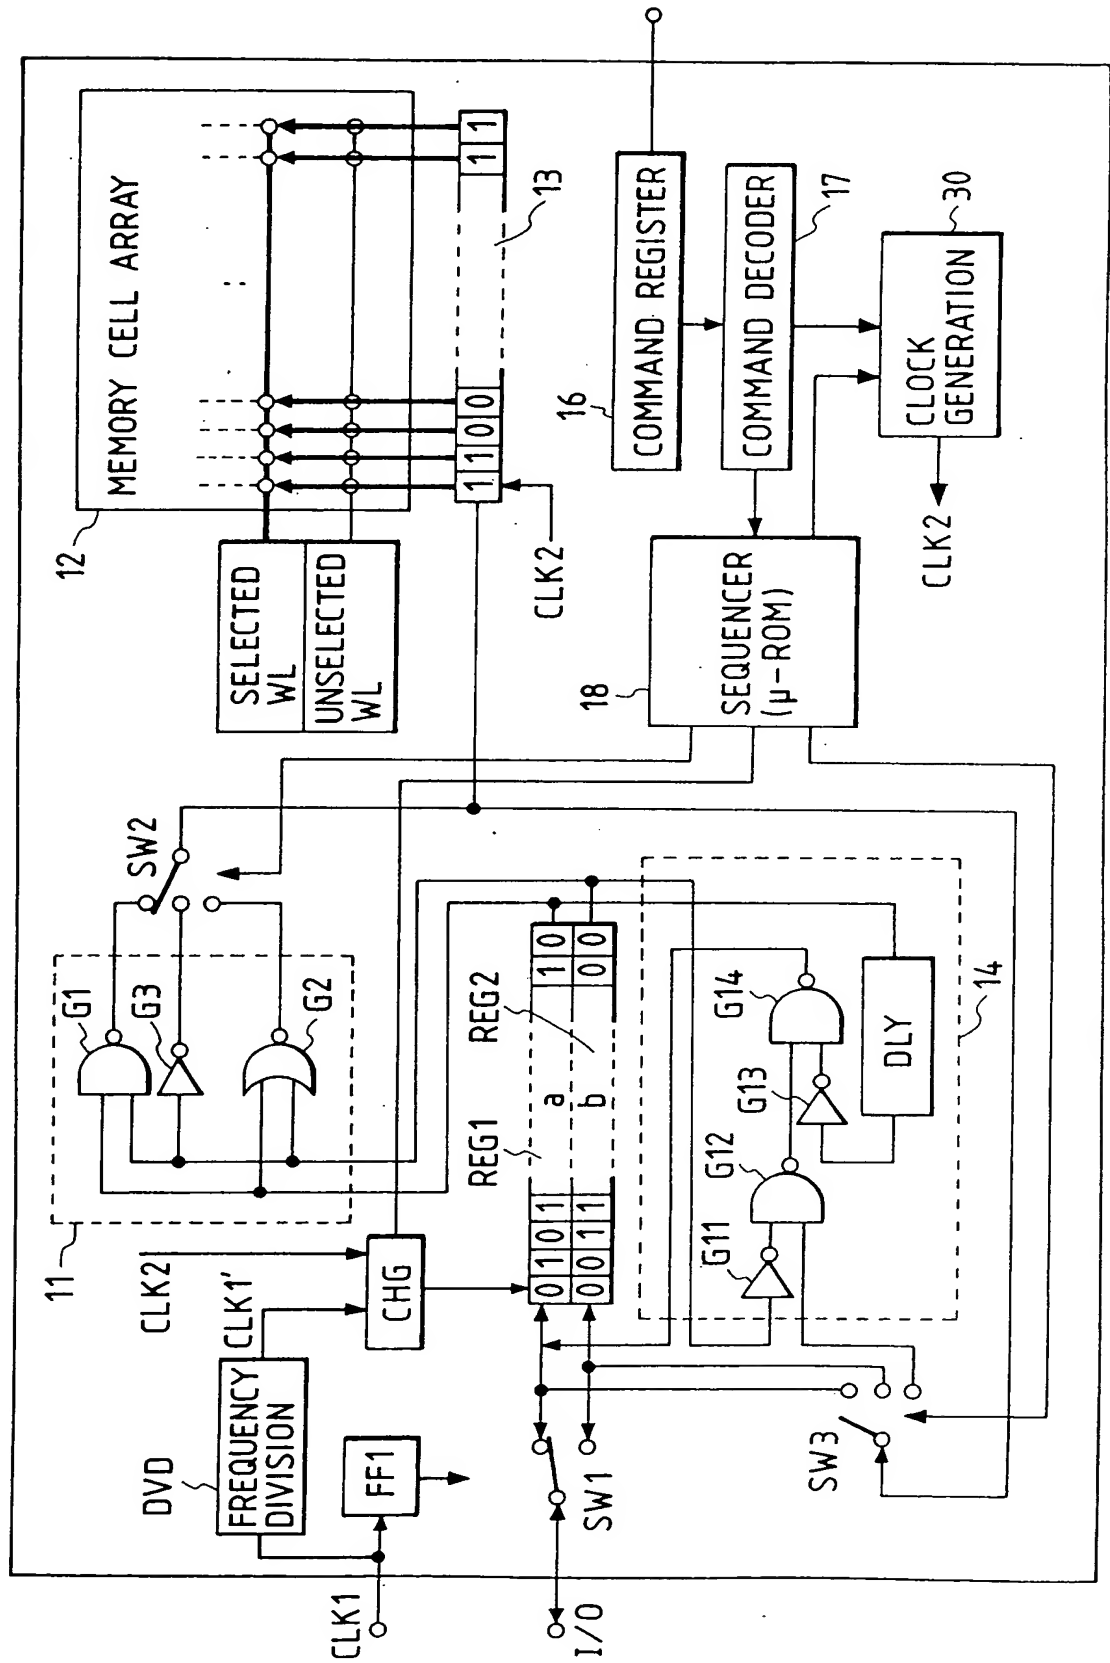 MEMORY CELL ARRAY
12
SELECTED
WL
UNSELECTED
WL
1 1 0 0
1 1
13
CLK2
SW2
G1
G3
G2
11
CLK2
CLK1'
CHG
DVD
FREQUENCY
DIVISION
FF1
CLK1
I/O
SW1
REG1
REG2
0 1 0 1 a 1 0
0 0 1 1 b 0 0
SW3
G11
G12
G13
G14
DLY
14
16
COMMAND REGISTER
COMMAND DECODER
17
18
SEQUENCER
(μ-ROM)
30
CLOCK
GENERATION
CLK2